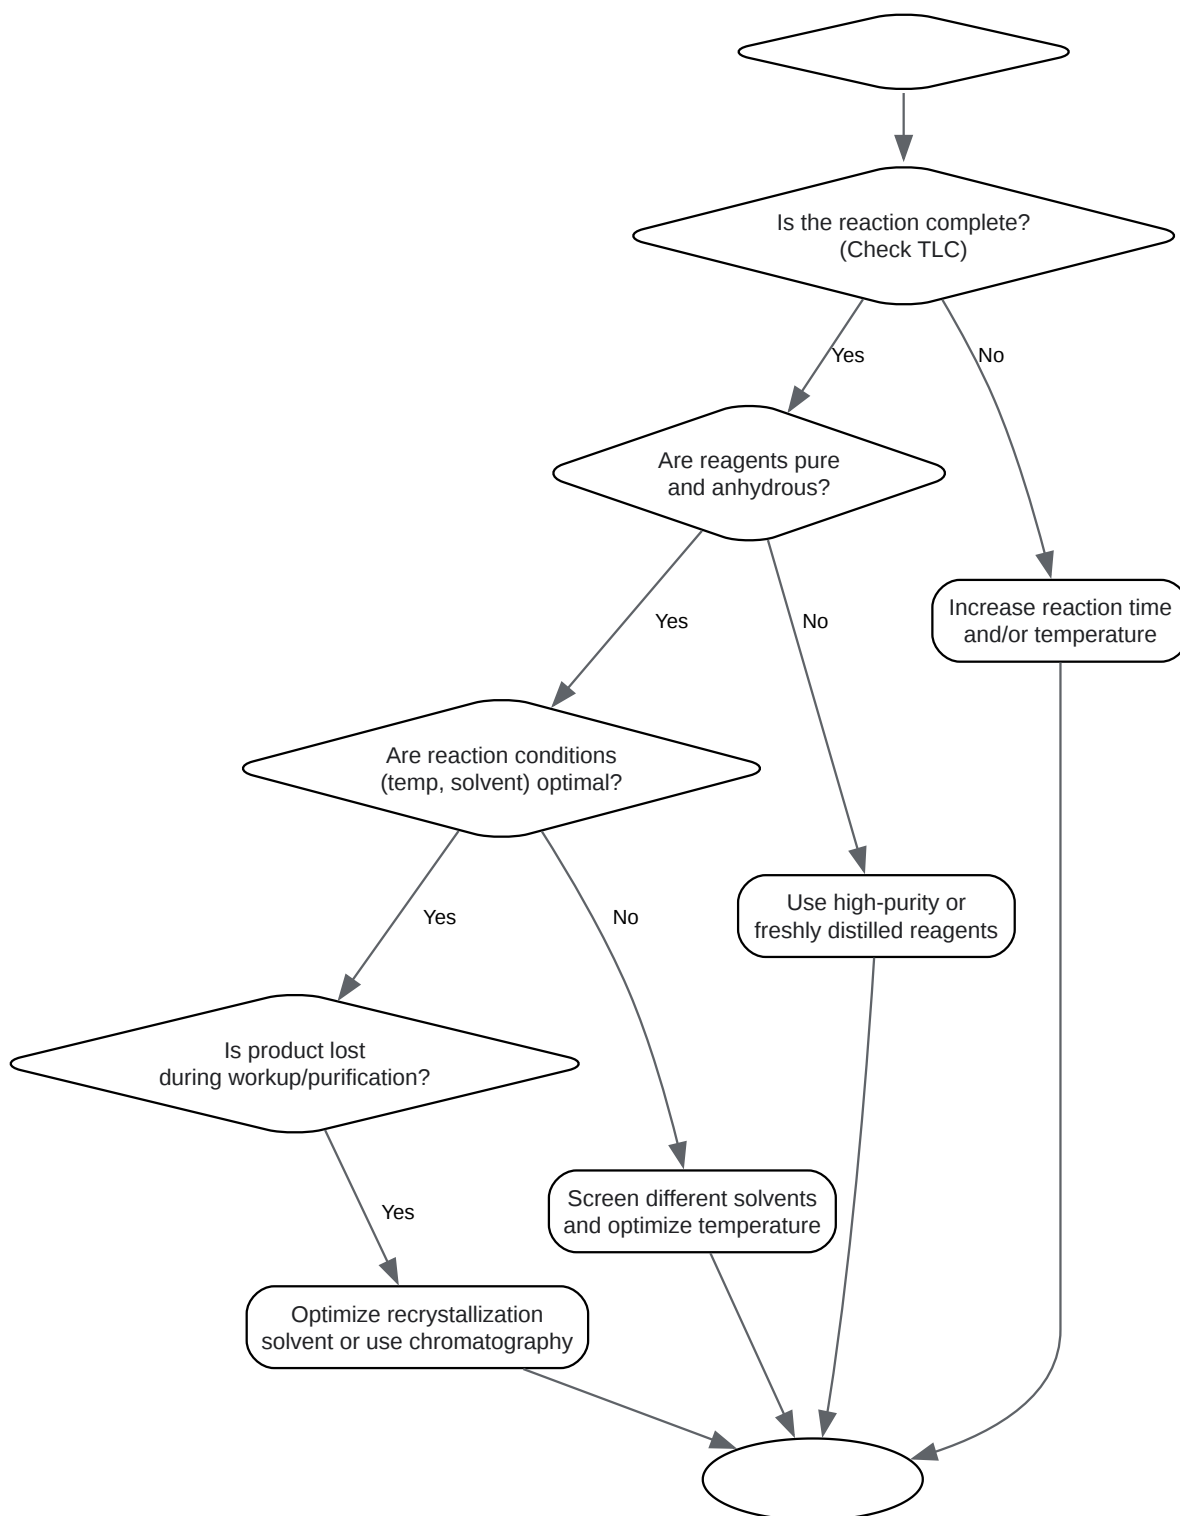 Is the reaction complete?
(Check TLC)
Yes
No
Are reagents pure
and anhydrous?
Increase reaction time
and/or temperature
Yes
No
Are reaction conditions
(temp, solvent) optimal?
Use high-purity or
freshly distilled reagents
Yes
No
Is product lost
during workup/purification?
Screen different solvents
and optimize temperature
Yes
Optimize recrystallization
solvent or use chromatography